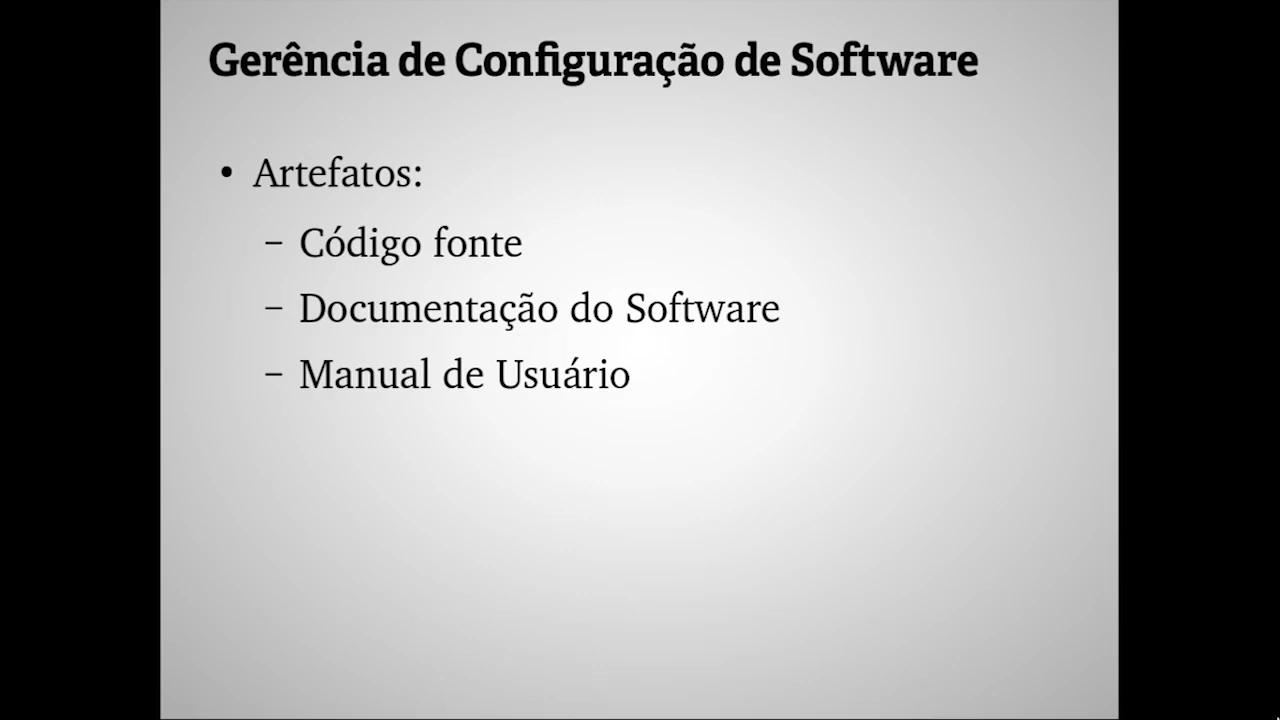 Gerência de Configuração de Software
• Artefatos:
– Código fonte
– Documentação do Software
– Manual de Usuário